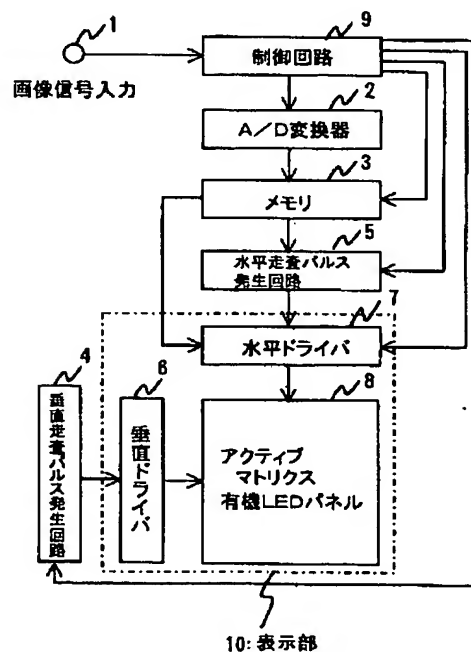 1
画像信号入力
9
制御回路
2
A/D変換器
3
メモリ
5
水平走査パルス
発生回路
7
水平ドライバ
4
垂直走査パルス発生回路
6
垂直ドライバ
8
アクティブ
マトリクス
有機LEDパネル
10:表示部